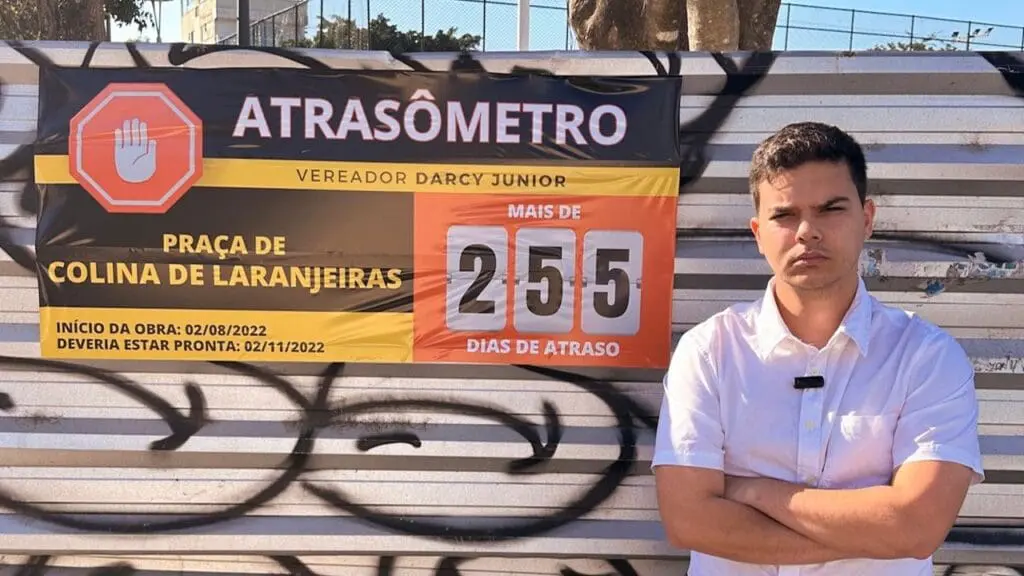 ATRASÔMETRO
VEREADOR DARCY JUNIOR
PRAÇA DE
COLINA DE LARANJEIRAS
INÍCIO DA OBRA: 02/08/2022
DEVERIA ESTAR PRONTA: 02/11/2022
MAIS DE
255
DIAS DE ATRASO